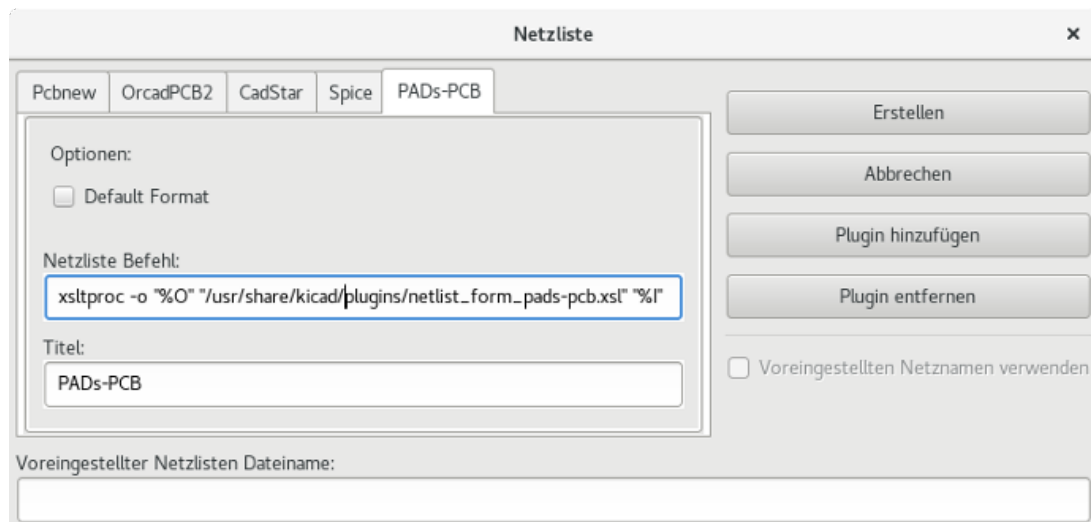 Netzliste
Pcbnew OrcadPCB2 CadStar Spice PADs-PCB
Erstellen
Optionen:
Abbrechen
Default Format
Plugin hinzufügen
Netzliste Befehl:
xsltproc -o "%O" "/usr/share/kicad/plugins/netlist_form_pads-pcb.xsl" "%I"
Plugin entfernen
Titel:
Voreingestellten Netznamen verwenden
PADs-PCB
Voreingestellter Netzlisten Dateiname: